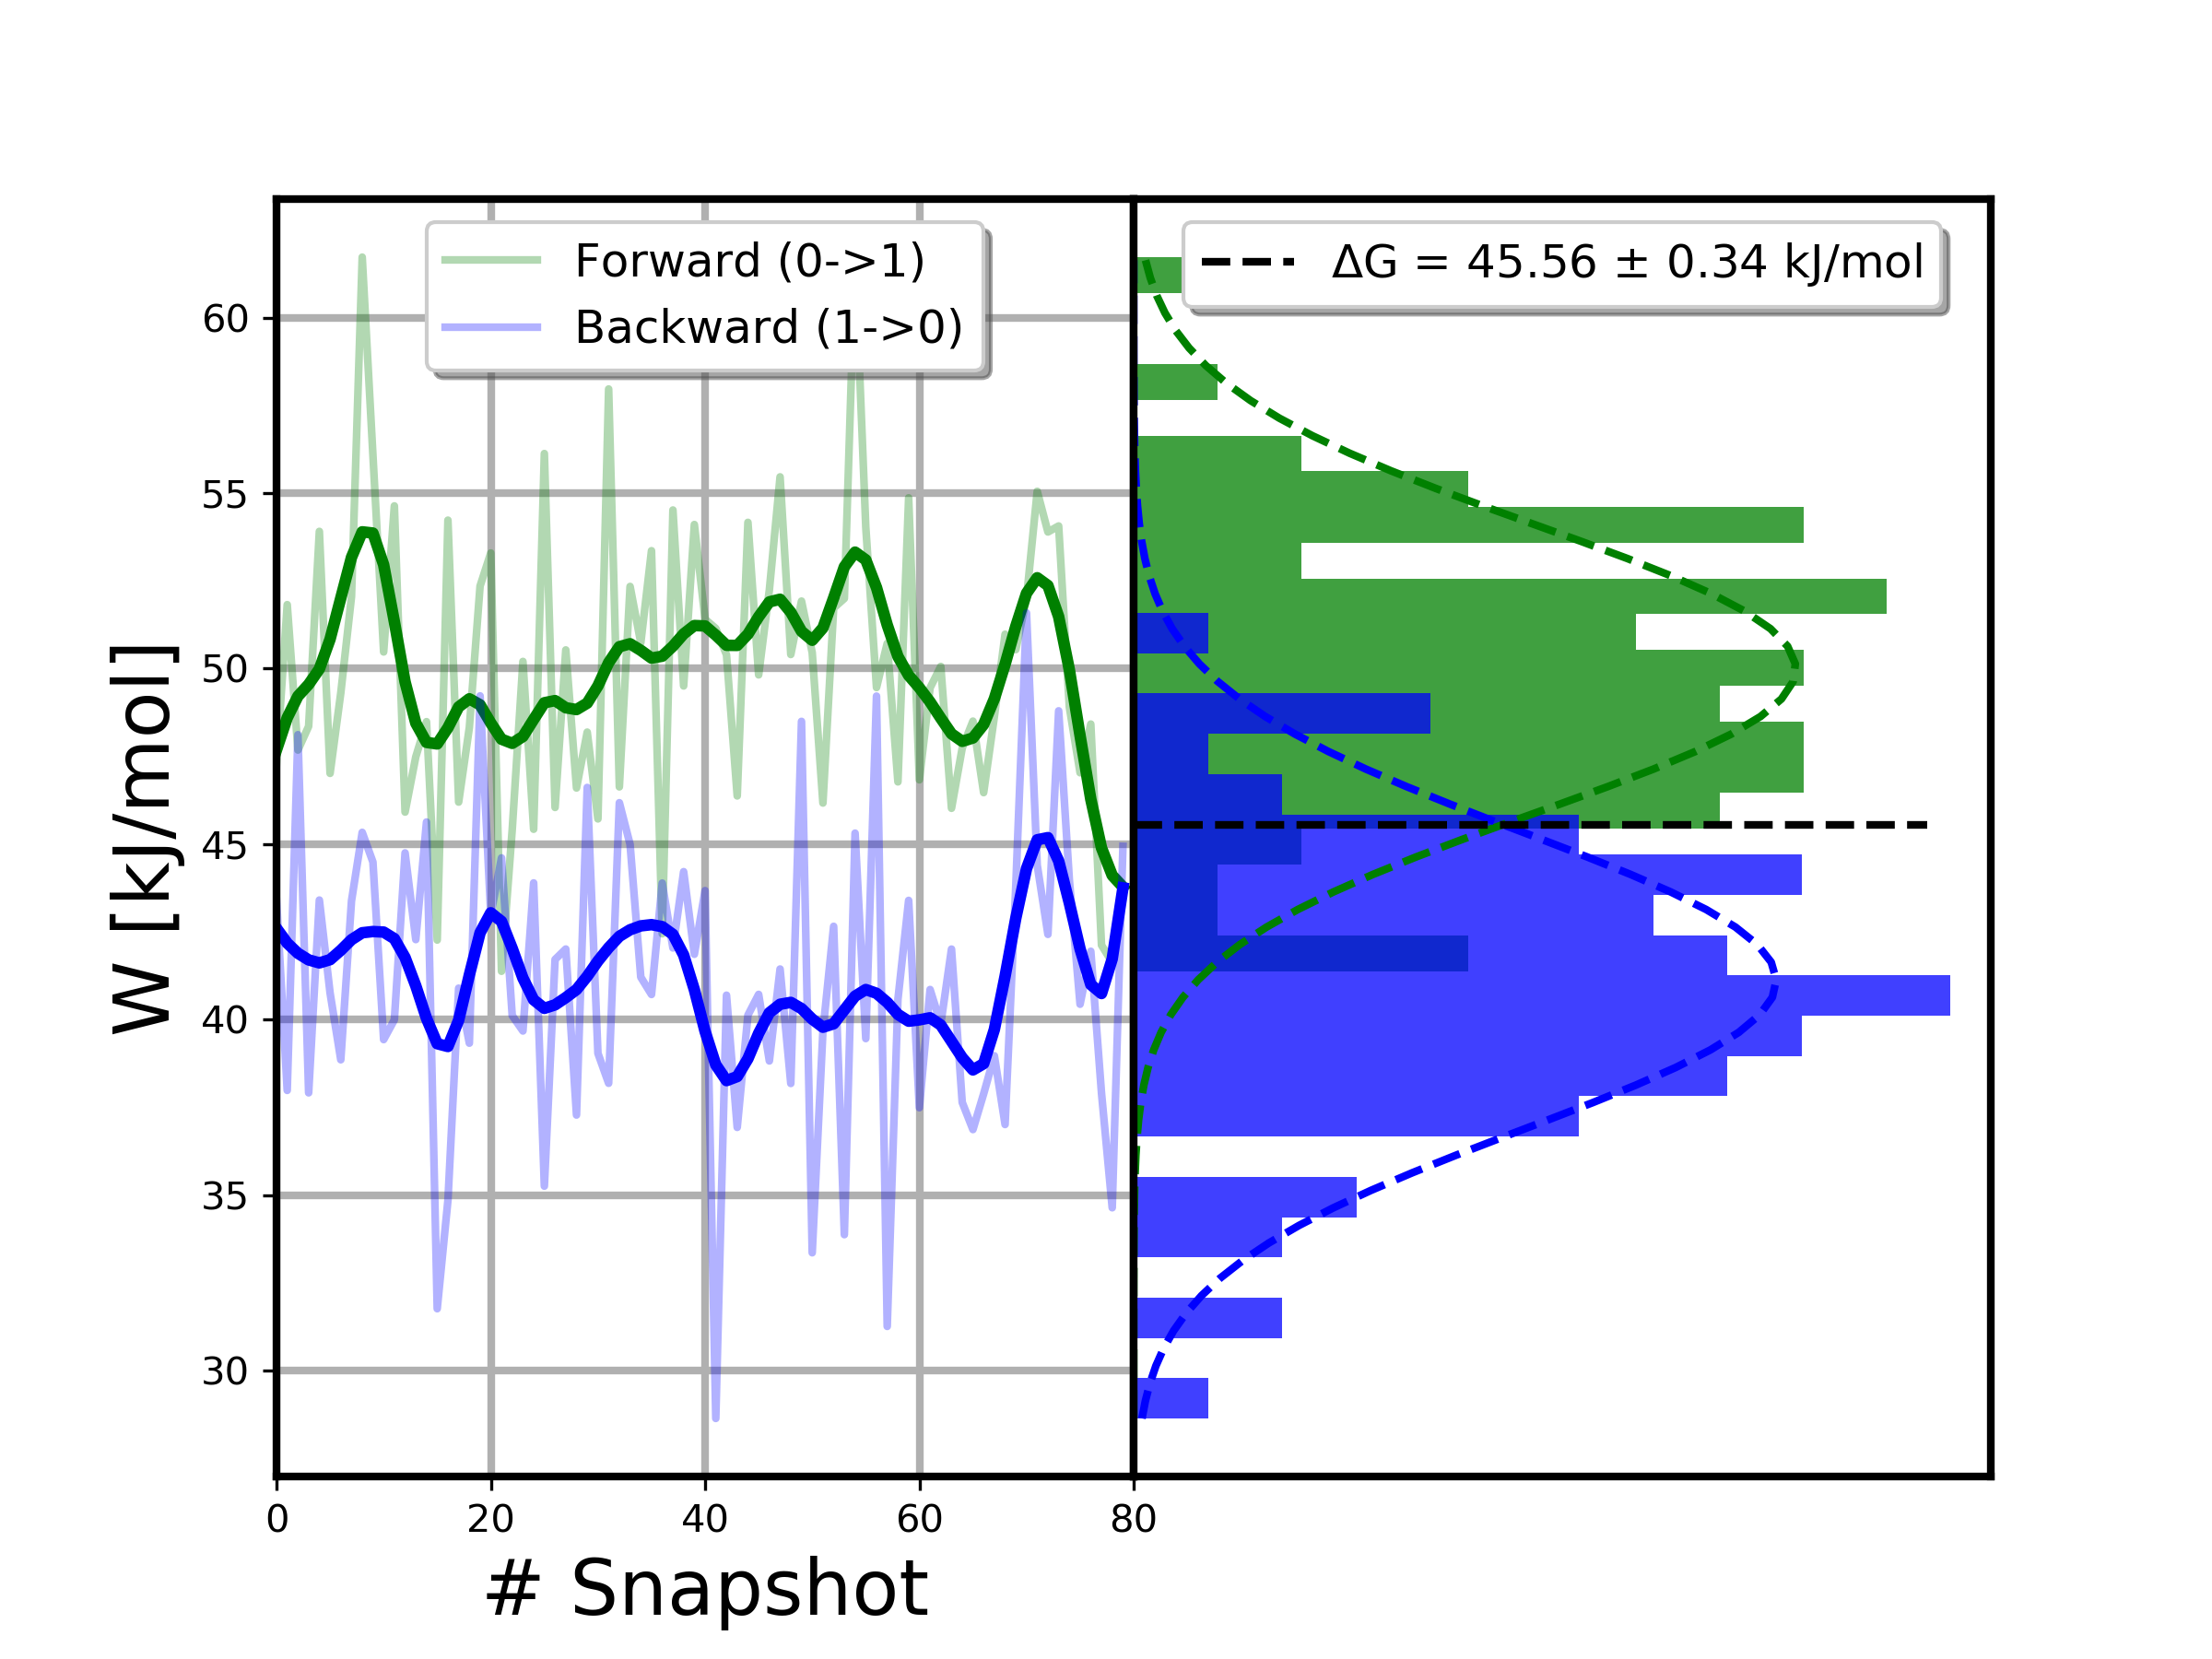 Forward (0->1)
Backward (1->0)
ΔG = 45.56 ± 0.34 kJ/mol
W [kJ/mol]
60
55
50
45
40
35
30
0
20
40
60
80
# Snapshot